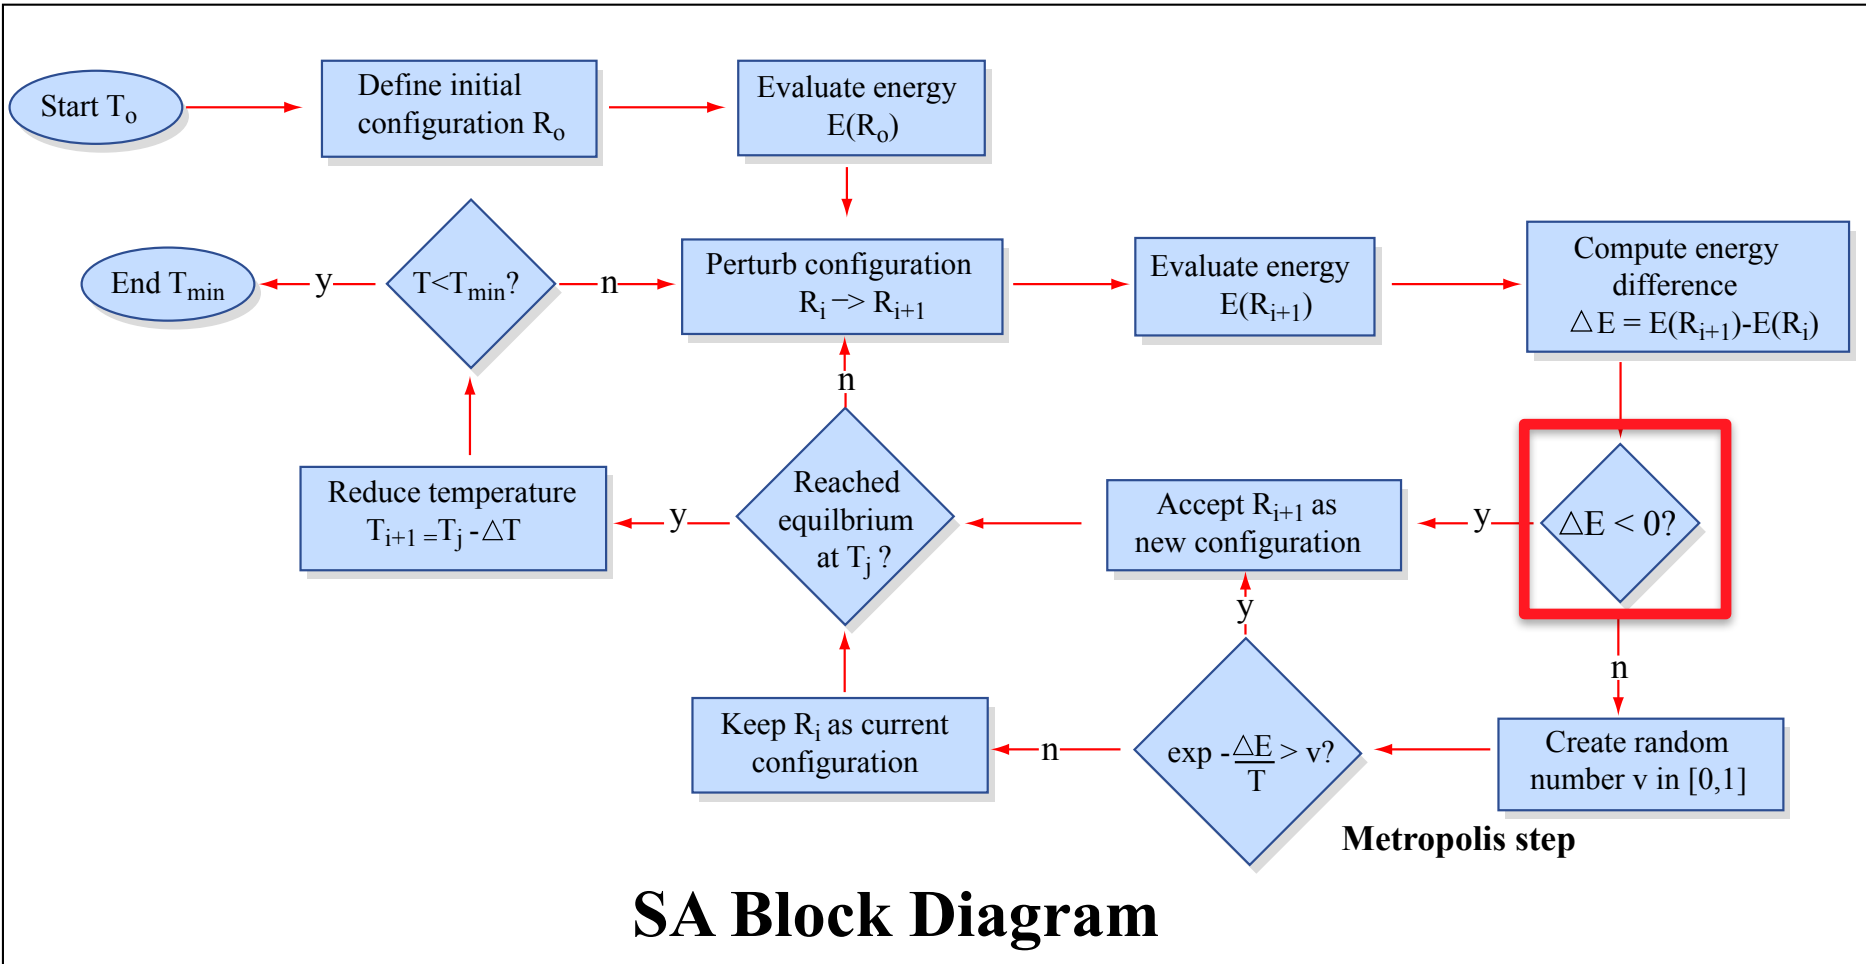 Start Tₒ
Define initial
configuration Rₒ
Evaluate energy
E(Rₒ)
End Tmin
y
T<Tmin?
n
Perturb configuration
Rᵢ −> Rᵢ₊₁
Evaluate energy
E(Rᵢ₊₁)
Compute energy
difference
△E = E(Rᵢ₊₁)-E(Rᵢ)
n
Reduce temperature
Tᵢ₊₁ = Tⱼ - △T
y
Reached
equilbrium
at Tⱼ ?
Accept Rᵢ₊₁ as
new configuration
y
△E < 0?
y
n
Keep Rᵢ as current
configuration
n
exp - △E/T > v?
Create random
number v in [0,1]
Metropolis step
SA Block Diagram